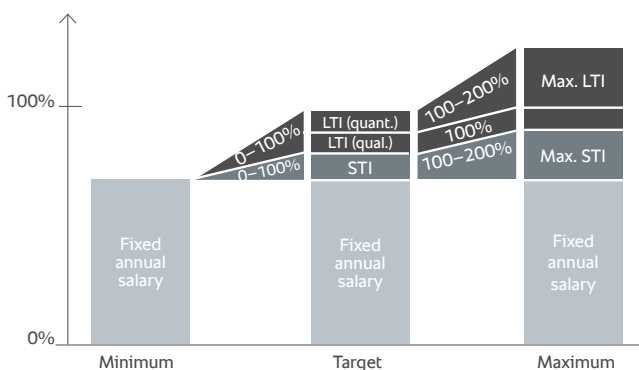 100%
0%
0–100%
0–100%
LTI (quant.)
LTI (qual.)
STI
100–200%
100%
100–200%
Max. LTI
Max. STI
Fixed
annual
salary
Fixed
annual
salary
Fixed
annual
salary
Minimum
Target
Maximum